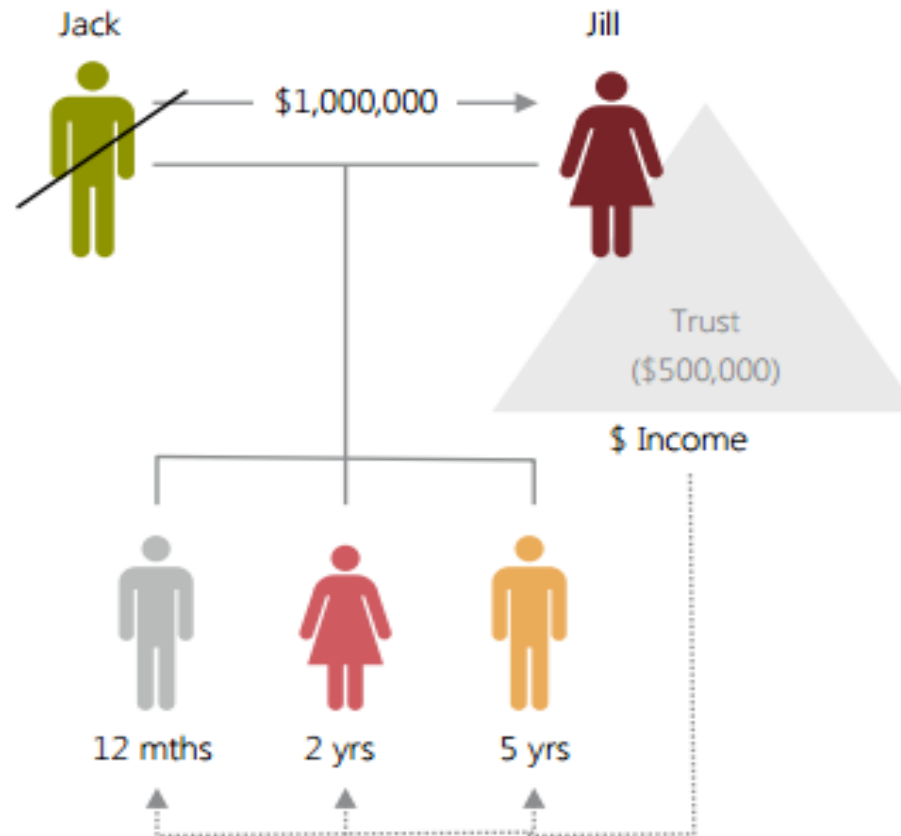 Jack
Jill
$1,000,000
Trust
($500,000)
$ Income
12 mths
2 yrs
5 yrs